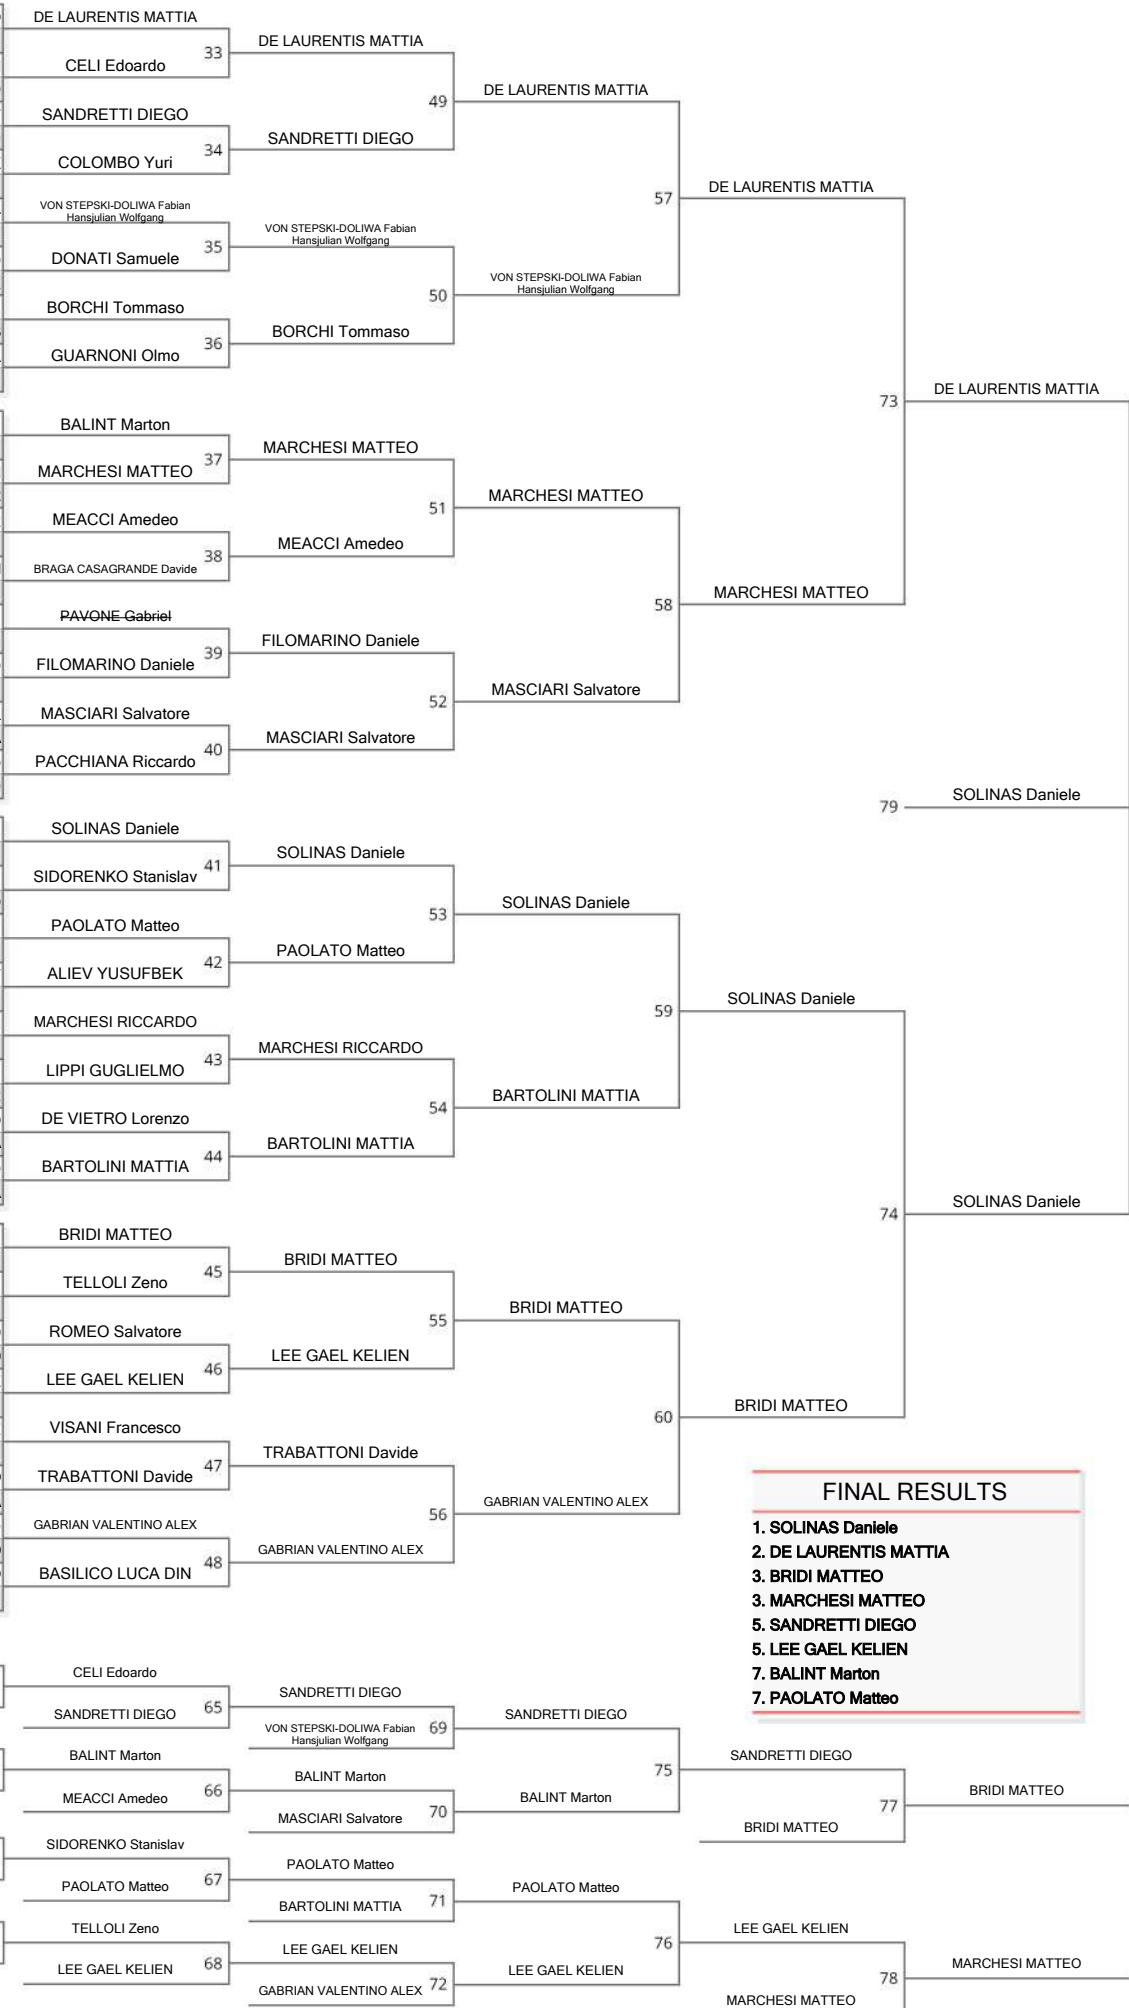 DE LAURENTIS MATTIA
33
CELI Edoardo
DE LAURENTIS MATTIA
49
SANDRETTI DIEGO
34
COLOMBO Yuri
SANDRETTI DIEGO
DE LAURENTIS MATTIA
57
VON STEPSKI-DOLIWA Fabian
Hansjulian Wolfgang
35
DONATI Samuele
VON STEPSKI-DOLIWA Fabian
Hansjulian Wolfgang
50
BORCHI Tommaso
36
GUARNONI Olmo
BORCHI Tommaso
VON STEPSKI-DOLIWA Fabian
Hansjulian Wolfgang
DE LAURENTIS MATTIA
73
DE LAURENTIS MATTIA
BALINT Marton
37
MARCHESI MATTEO
MARCHESI MATTEO
51
MEACCI Amedeo
38
BRAGA CASAGRANDE Davide
MEACCI Amedeo
MARCHESI MATTEO
58
MARCHESI MATTEO
PAVONE Gabriel
39
FILOMARINO Daniele
FILOMARINO Daniele
52
MASCIARI Salvatore
40
PACCHIANA Riccardo
MASCIARI Salvatore
MASCIARI Salvatore
79
SOLINAS Daniele
SOLINAS Daniele
41
SIDORENKO Stanislav
SOLINAS Daniele
53
PAOLATO Matteo
42
ALIEV YUSUFBEK
PAOLATO Matteo
SOLINAS Daniele
59
SOLINAS Daniele
MARCHESI RICCARDO
43
LIPPI GUGLIELMO
MARCHESI RICCARDO
54
DE VIETRO Lorenzo
44
BARTOLINI MATTIA
BARTOLINI MATTIA
BARTOLINI MATTIA
74
SOLINAS Daniele
BRIDI MATTEO
45
TELLOLI Zeno
BRIDI MATTEO
55
ROMEO Salvatore
46
LEE GAEL KELIEN
LEE GAEL KELIEN
BRIDI MATTEO
60
BRIDI MATTEO
VISANI Francesco
47
TRABATTONI Davide
TRABATTONI Davide
56
GABRIAN VALENTINO ALEX
48
BASILICO LUCA DIN
GABRIAN VALENTINO ALEX
GABRIAN VALENTINO ALEX
FINAL RESULTS
1. SOLINAS Daniele
2. DE LAURENTIS MATTIA
3. BRIDI MATTEO
3. MARCHESI MATTEO
5. SANDRETTI DIEGO
5. LEE GAEL KELIEN
7. BALINT Marton
7. PAOLATO Matteo
CELI Edoardo
65
SANDRETTI DIEGO
SANDRETTI DIEGO
69
VON STEPSKI-DOLIWA Fabian
Hansjulian Wolfgang
SANDRETTI DIEGO
75
BALINT Marton
66
MEACCI Amedeo
BALINT Marton
70
MASCIARI Salvatore
BALINT Marton
SANDRETTI DIEGO
77
BRIDI MATTEO
BRIDI MATTEO
SIDORENKO Stanislav
67
PAOLATO Matteo
PAOLATO Matteo
71
BARTOLINI MATTIA
PAOLATO Matteo
76
TELLOLI Zeno
68
LEE GAEL KELIEN
LEE GAEL KELIEN
72
GABRIAN VALENTINO ALEX
LEE GAEL KELIEN
LEE GAEL KELIEN
78
MARCHESI MATTEO
MARCHESI MATTEO